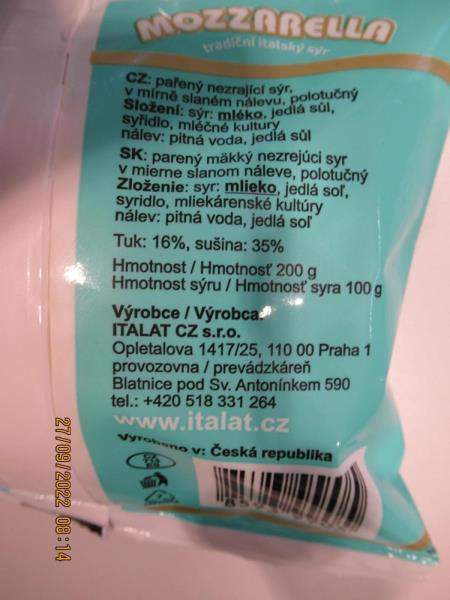 MOZZARELLA
tradiční italský sýr
CZ: pařený nezrající sýr,
v mírně slaném nálevu, polotučný
Složení: sýr: mléko, jedlá sůl,
syřidlo, mléčné kultury
nálev: pitná voda, jedlá sůl
SK: parený mäkký nezrejúci syr
v mierne slanom náleve, polotučný
Zloženie: syr: mlieko, jedlá soľ,
syridlo, mliekárenské kultúry
nálev: pitná voda, jedlá soľ
Tuk: 16%, sušina: 35%
Hmotnost / Hmotnosť 200 g
Hmotnost sýru / Hmotnosť syra 100 g
Výrobce / Výrobca:
ITALAT CZ s.r.o.
Opletalova 1417/25, 110 00 Praha 1
provozovna / prevádzkáreň
Blatnice pod Sv. Antonínkem 590
tel.: +420 518 331 264
www.italat.cz
Vyrobeno v: Česká republika
27/09/2022 08:14